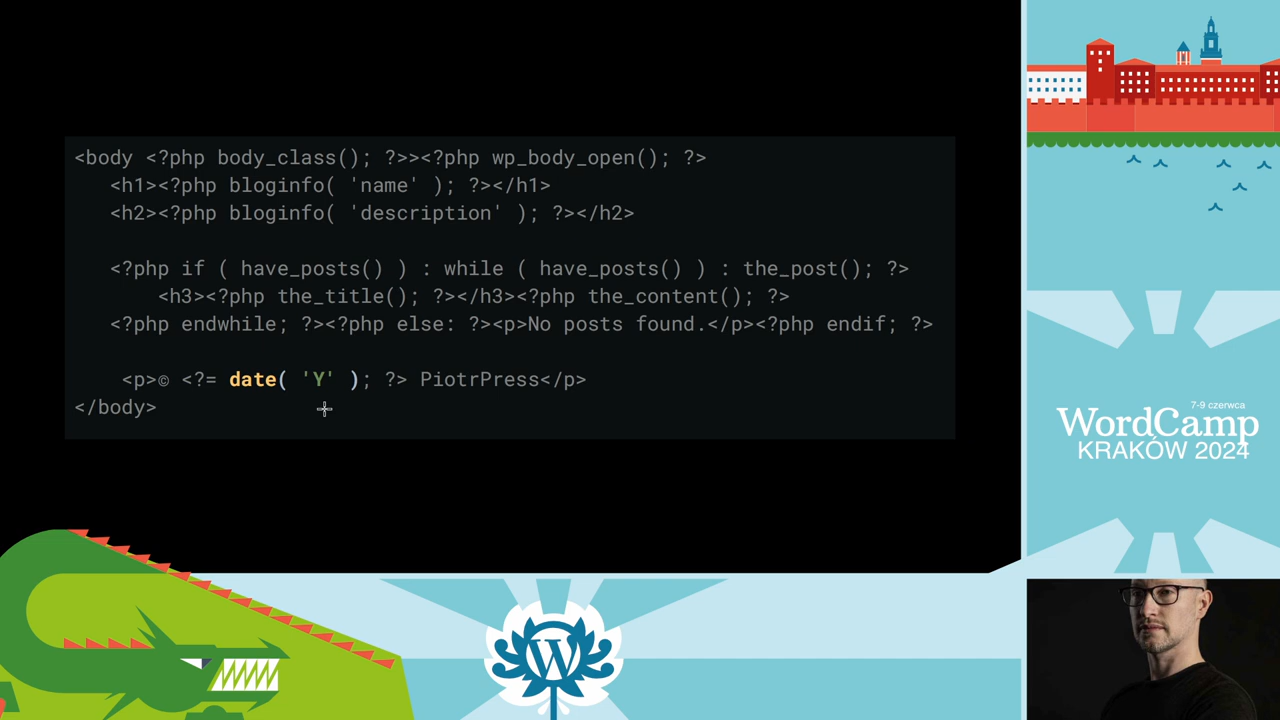 <body <?php body_class(); ?>><?php wp_body_open(); ?>
<h1><?php bloginfo( 'name' ); ?></h1>
<h2><?php bloginfo( 'description' ); ?></h2>
<?php if ( have_posts() ) : while ( have_posts() ) : the_post(); ?>
<h3><?php the_title(); ?></h3><?php the_content(); ?>
<?php endwhile; ?><?php else: ?><p>No posts found.</p><?php endif; ?>
<p>© <?= date( 'Y' ); ?> PiotrPress</p>
</body>
7-9 czerwca
WordCamp
KRAKÓW 2024
W